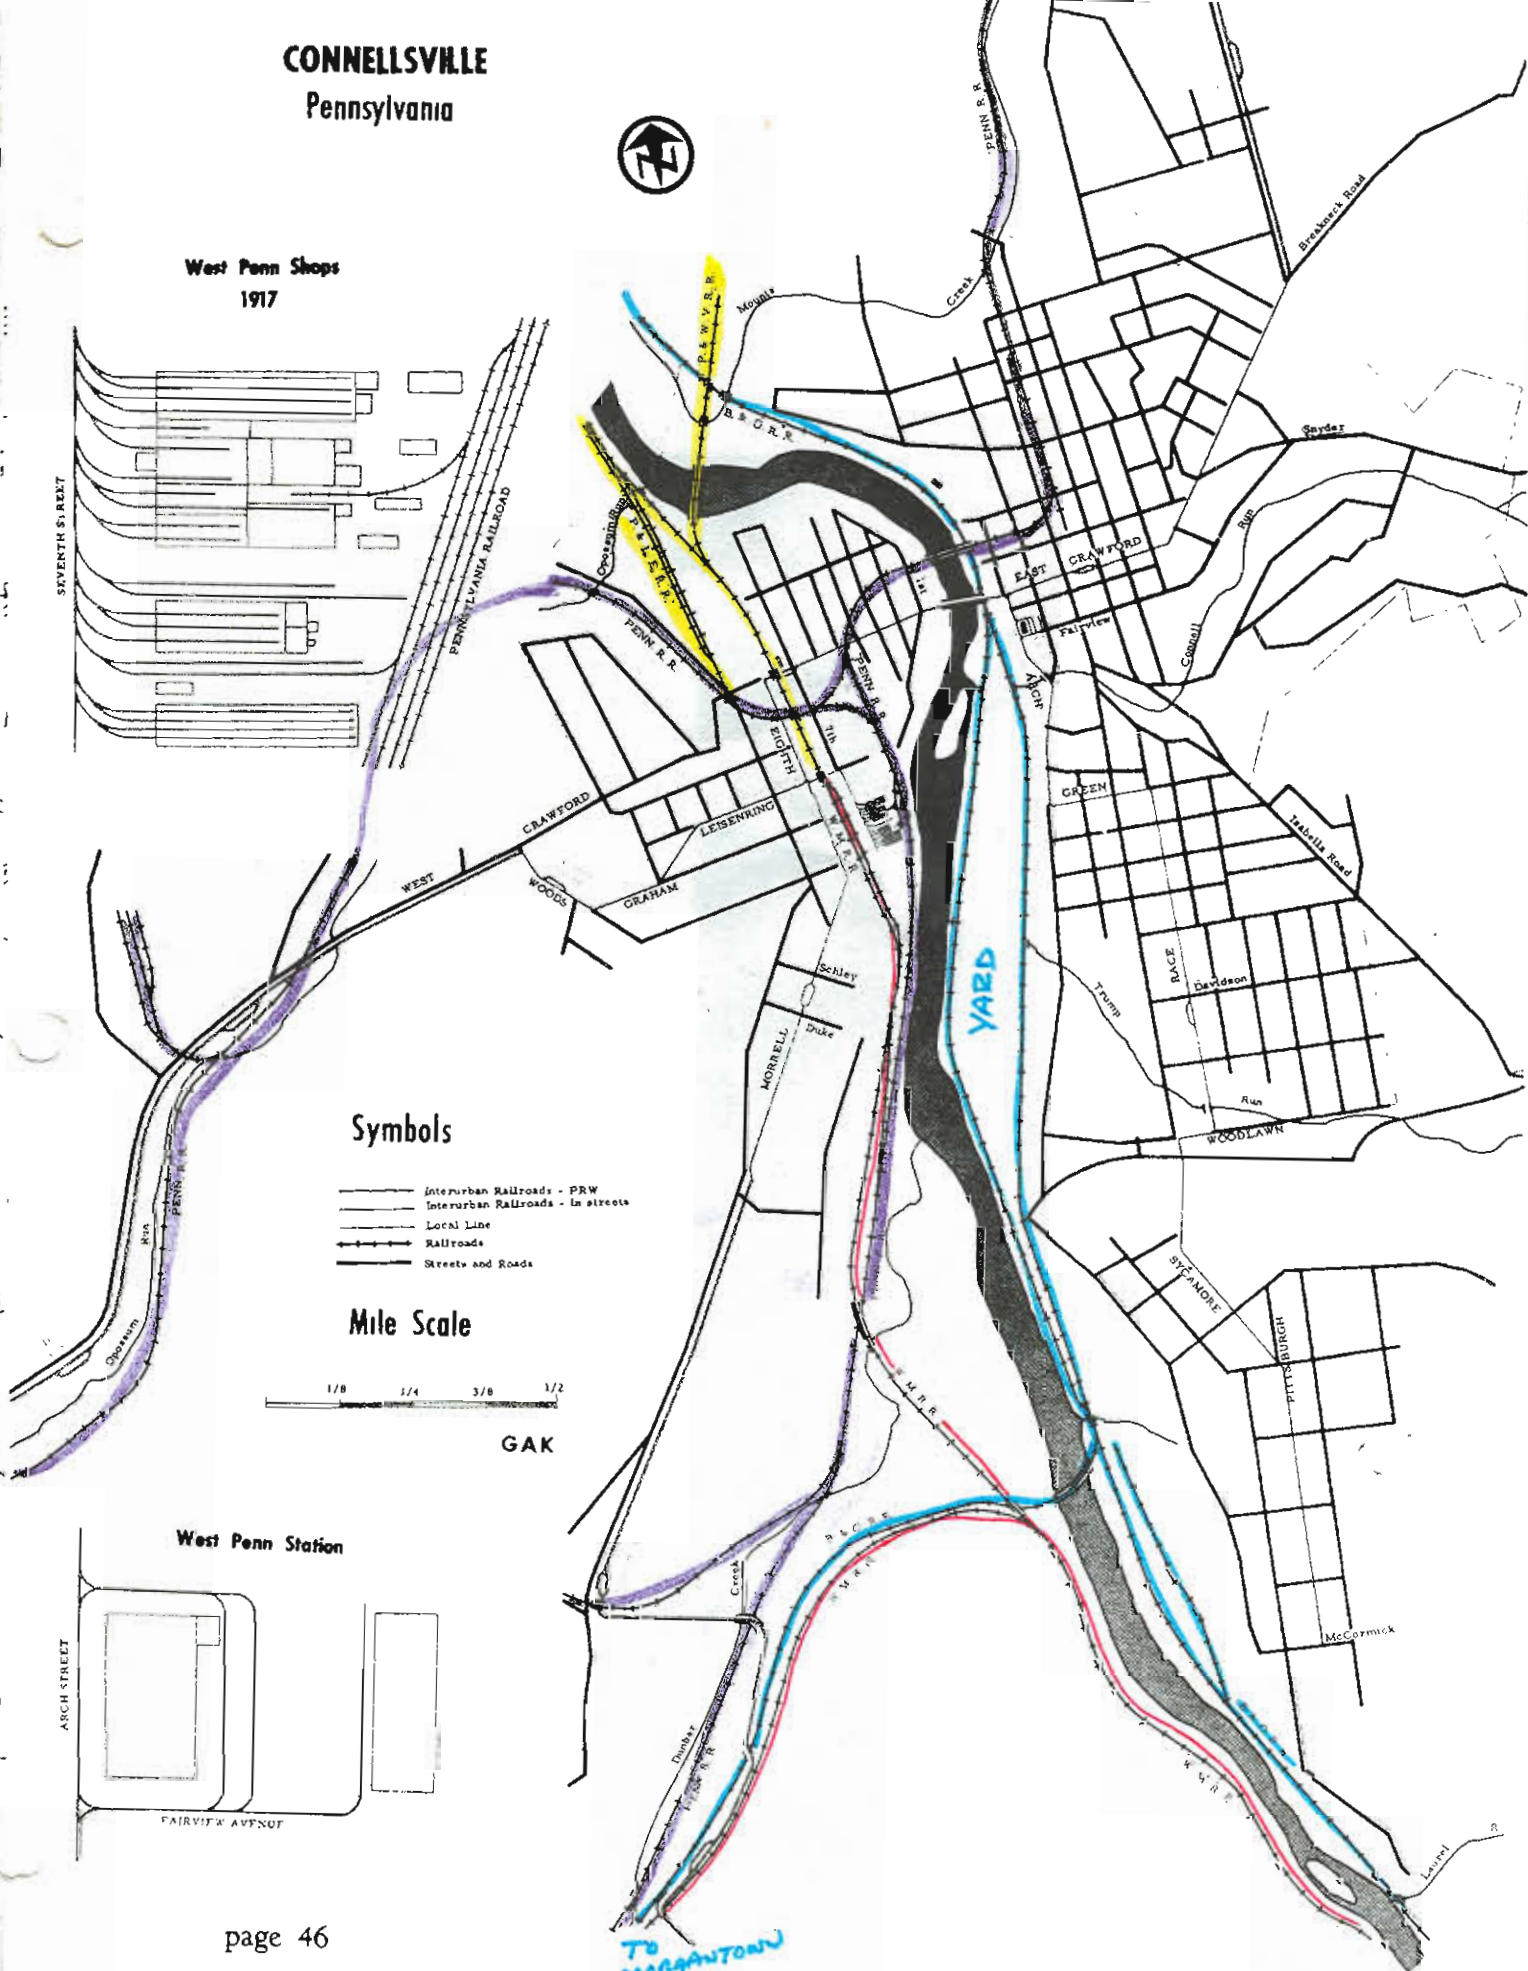 CONNELLSVILLE
Pennsylvania
West Penn Shops
1917
SEVENTH STREET
PENNSYLVANIA RAILROAD
PENN R.R.
Breakneck Road
Mounts
Creek
P. & W. V. R. R.
B. & O. R. R.
Snyder
Run
Connell
Opossum Run
P. & L. E. R. R.
PENN R. R.
1st
EAST CRAWFORD
Fairview
ARCH
PENN R. R.
EIGHTH
7th
GREEN
Isabella Road
W. M. R. R.
LEISENRING
WEST
CRAWFORD
WOODS
GRAHAM
YARD
RACE
Davidson
Schley
Duke
MORRELL
Trump
Run
WOODLAWN
Symbols
Interurban Railroads - PRW
Interurban Railroads - In streets
Local Line
Railroads
Streets and Roads
PENN R R
Run
Opossum
SYCAMORE
PITTSBURGH
Mile Scale
1/8 1/4 3/8 1/2
GAK
W M R R
B & O R R
W M R R
Creek
McCormick
West Penn Station
ARCH STREET
FAIRVIEW AVENUE
Dunbar
PENN R R
W M R R
Laurel
R
page 46
TO